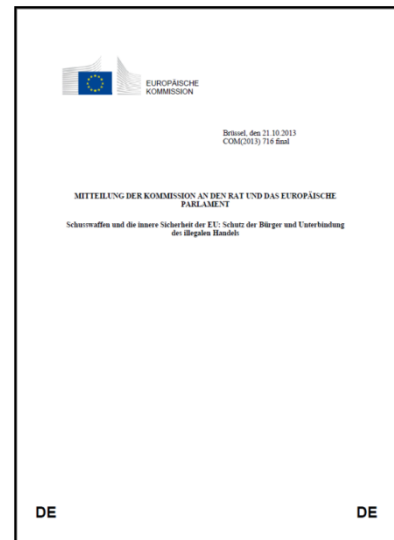 EUROPÄISCHE
KOMMISSION
Brüssel, den 21.10.2013
COM(2013) 716 final
MITTEILUNG DER KOMMISSION AN DEN RAT UND DAS EUROPÄISCHE
PARLAMENT
Schusswaffen und die innere Sicherheit der EU: Schutz der Bürger und Unterbindung
des illegalen Handels
DE DE